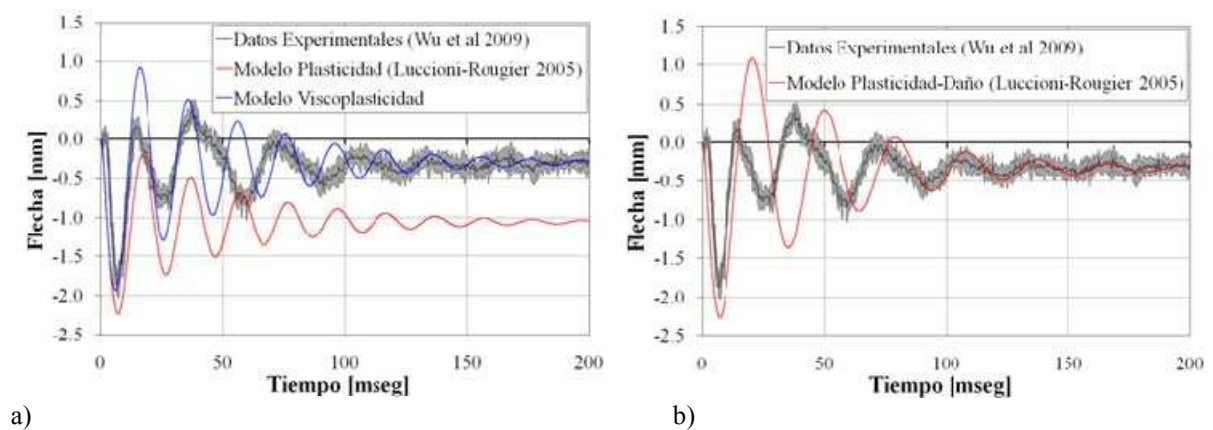 Datos Experimentales (Wu et al 2009)
Modelo Plasticidad (Luccioni-Rougier 2005)
Modelo Viscoplasticidad
1.5
1.0
0.5
0.0
-0.5
-1.0
-1.5
-2.0
-2.5
Flecha [mm]
0
50
100
150
200
Tiempo [mseg]
a)
Datos Experimentales (Wu et al 2009)
Modelo Plasticidad-Daño (Luccioni-Rougier 2005)
1.5
1.0
0.5
0.0
-0.5
-1.0
-1.5
-2.0
-2.5
Flecha [mm]
0
50
100
150
200
Tiempo [mseg]
b)